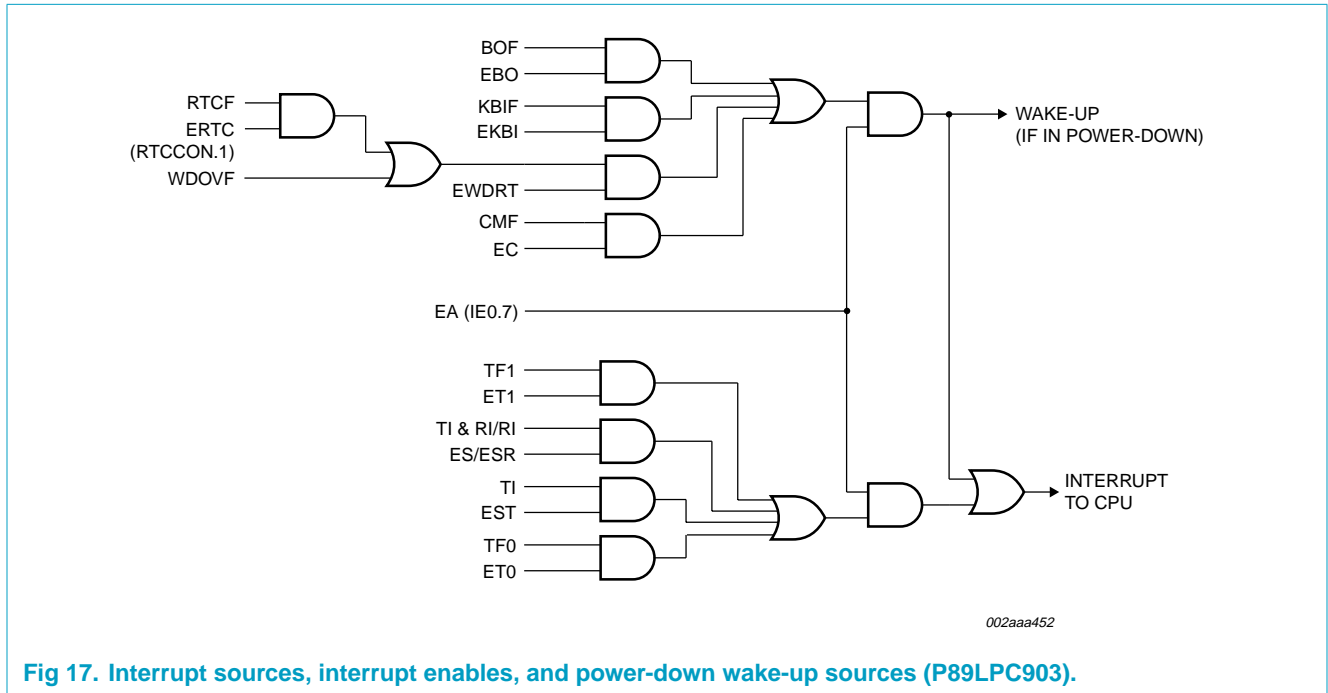 BOF
EBO
RTCF
ERTC
(RTCCON.1)
WDOVF
KBIF
EKBI
EWDRT
CMF
EC
WAKE-UP
(IF IN POWER-DOWN)
EA (IE0.7)
TF1
ET1
TI & RI/RI
ES/ESR
TI
EST
TF0
ET0
INTERRUPT
TO CPU
002aaa452
Fig 17. Interrupt sources, interrupt enables, and power-down wake-up sources (P89LPC903).